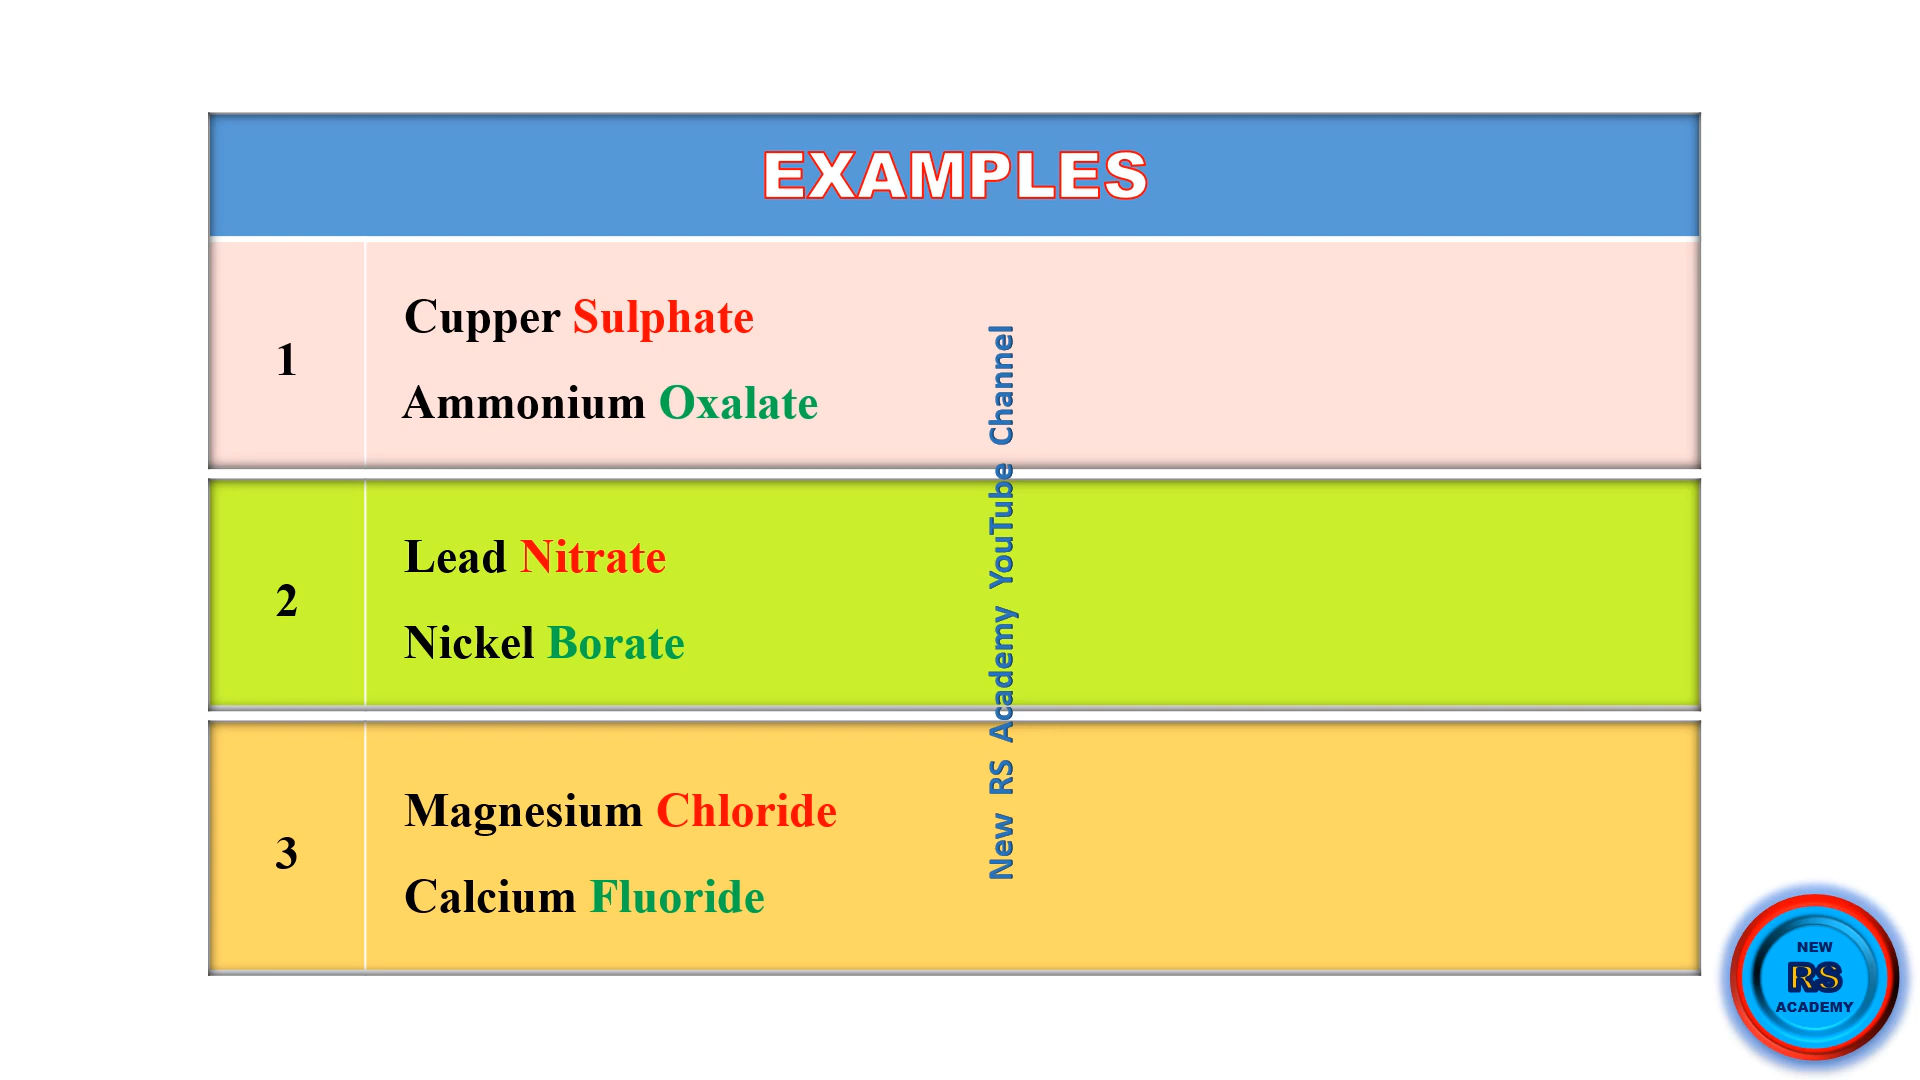 EXAMPLES
1
Cupper Sulphate
Ammonium Oxalate
2
Lead Nitrate
Nickel Borate
3
Magnesium Chloride
Calcium Fluoride
New RS Academy YouTube Channel
NEW
RS
ACADEMY